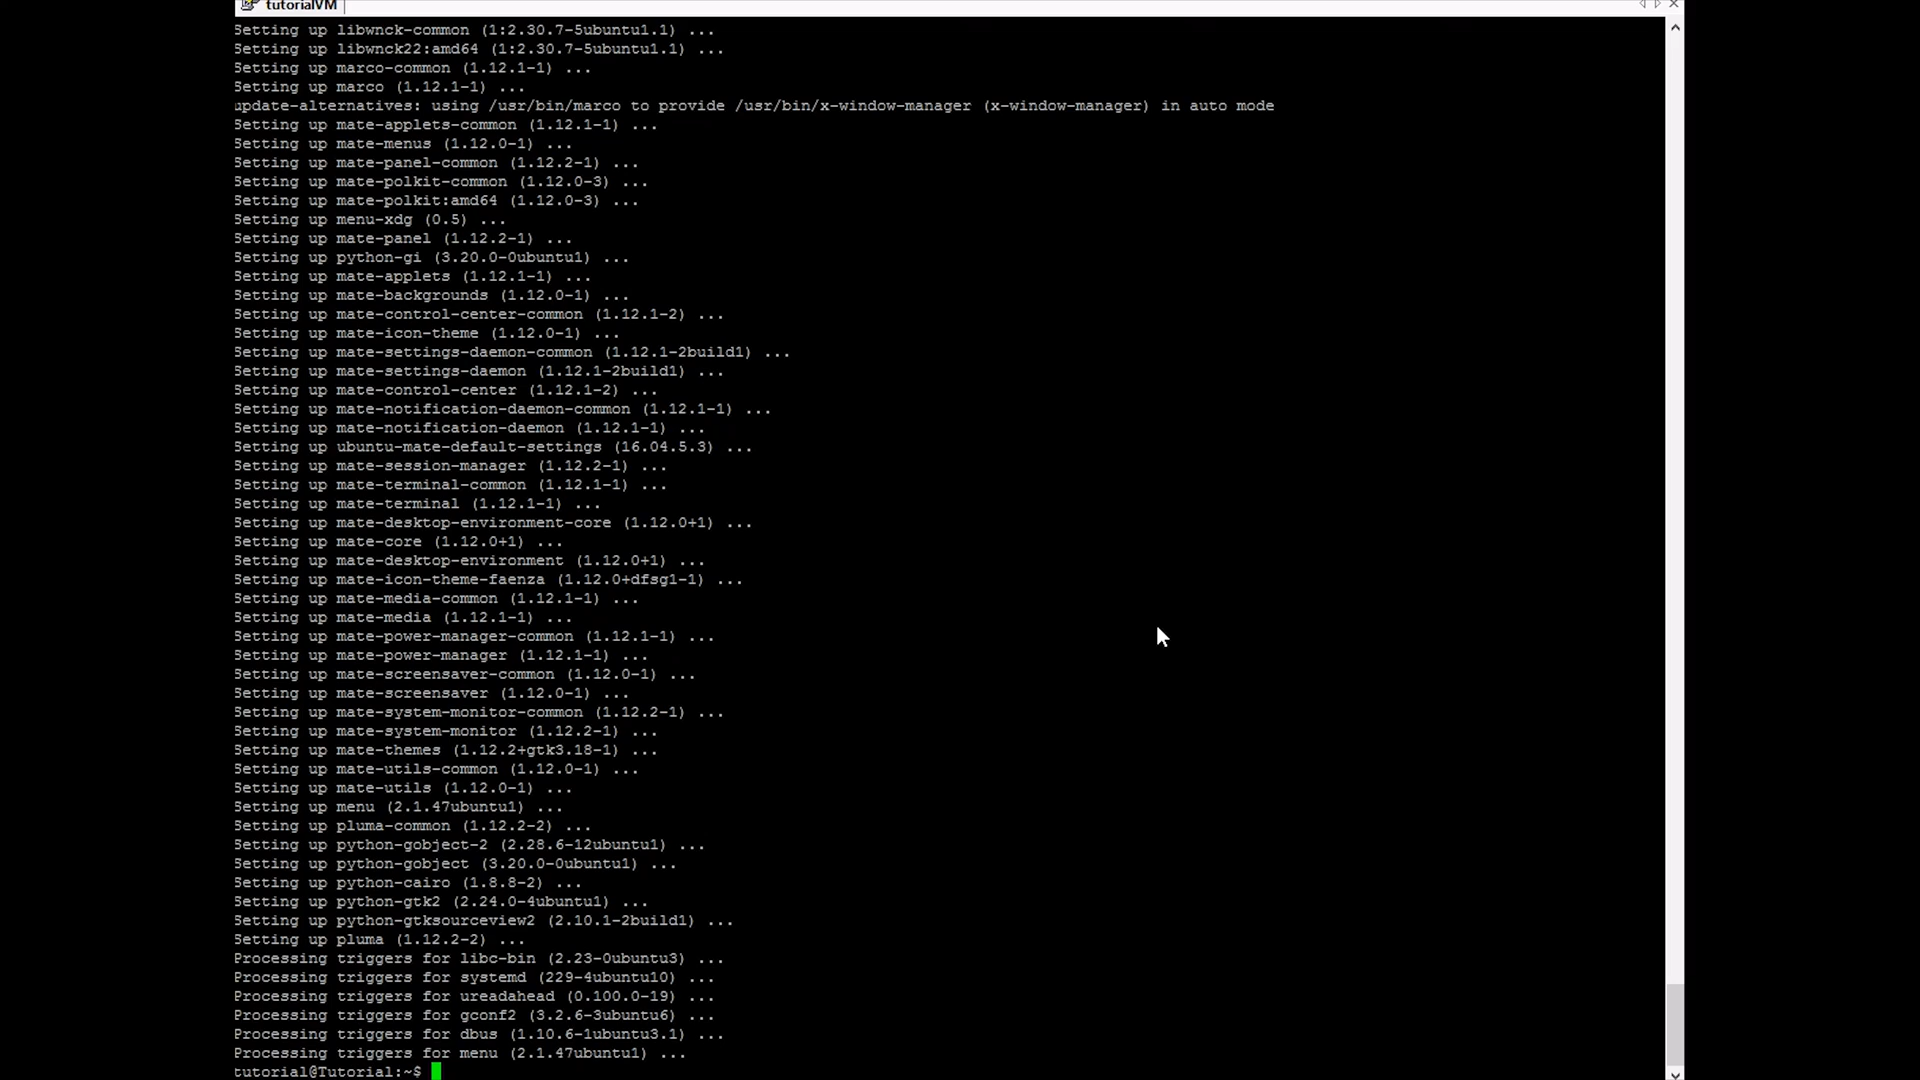 tutorialVM
Setting up libwnck-common (1:2.30.7-5ubuntu1.1) ...
Setting up libwnck22:amd64 (1:2.30.7-5ubuntu1.1) ...
Setting up marco-common (1.12.1-1) ...
Setting up marco (1.12.1-1) ...
update-alternatives: using /usr/bin/marco to provide /usr/bin/x-window-manager (x-window-manager) in auto mode
Setting up mate-applets-common (1.12.1-1) ...
Setting up mate-menus (1.12.0-1) ...
Setting up mate-panel-common (1.12.2-1) ...
Setting up mate-polkit-common (1.12.0-3) ...
Setting up mate-polkit:amd64 (1.12.0-3) ...
Setting up menu-xdg (0.5) ...
Setting up mate-panel (1.12.2-1) ...
Setting up python-gi (3.20.0-0ubuntu1) ...
Setting up mate-applets (1.12.1-1) ...
Setting up mate-backgrounds (1.12.0-1) ...
Setting up mate-control-center-common (1.12.1-2) ...
Setting up mate-icon-theme (1.12.0-1) ...
Setting up mate-settings-daemon-common (1.12.1-2build1) ...
Setting up mate-settings-daemon (1.12.1-2build1) ...
Setting up mate-control-center (1.12.1-2) ...
Setting up mate-notification-daemon-common (1.12.1-1) ...
Setting up mate-notification-daemon (1.12.1-1) ...
Setting up ubuntu-mate-default-settings (16.04.5.3) ...
Setting up mate-session-manager (1.12.2-1) ...
Setting up mate-terminal-common (1.12.1-1) ...
Setting up mate-terminal (1.12.1-1) ...
Setting up mate-desktop-environment-core (1.12.0+1) ...
Setting up mate-core (1.12.0+1) ...
Setting up mate-desktop-environment (1.12.0+1) ...
Setting up mate-icon-theme-faenza (1.12.0+dfsg1-1) ...
Setting up mate-media-common (1.12.1-1) ...
Setting up mate-media (1.12.1-1) ...
Setting up mate-power-manager-common (1.12.1-1) ...
Setting up mate-power-manager (1.12.1-1) ...
Setting up mate-screensaver-common (1.12.0-1) ...
Setting up mate-screensaver (1.12.0-1) ...
Setting up mate-system-monitor-common (1.12.2-1) ...
Setting up mate-system-monitor (1.12.2-1) ...
Setting up mate-themes (1.12.2+gtk3.18-1) ...
Setting up mate-utils-common (1.12.0-1) ...
Setting up mate-utils (1.12.0-1) ...
Setting up menu (2.1.47ubuntu1) ...
Setting up pluma-common (1.12.2-2) ...
Setting up python-gobject-2 (2.28.6-12ubuntu1) ...
Setting up python-gobject (3.20.0-0ubuntu1) ...
Setting up python-cairo (1.8.8-2) ...
Setting up python-gtk2 (2.24.0-4ubuntu1) ...
Setting up python-gtksourceview2 (2.10.1-2build1) ...
Setting up pluma (1.12.2-2) ...
Processing triggers for libc-bin (2.23-0ubuntu3) ...
Processing triggers for systemd (229-4ubuntu10) ...
Processing triggers for ureadahead (0.100.0-19) ...
Processing triggers for gconf2 (3.2.6-3ubuntu6) ...
Processing triggers for dbus (1.10.6-1ubuntu3.1) ...
Processing triggers for menu (2.1.47ubuntu1) ...
tutorial@Tutorial:~$